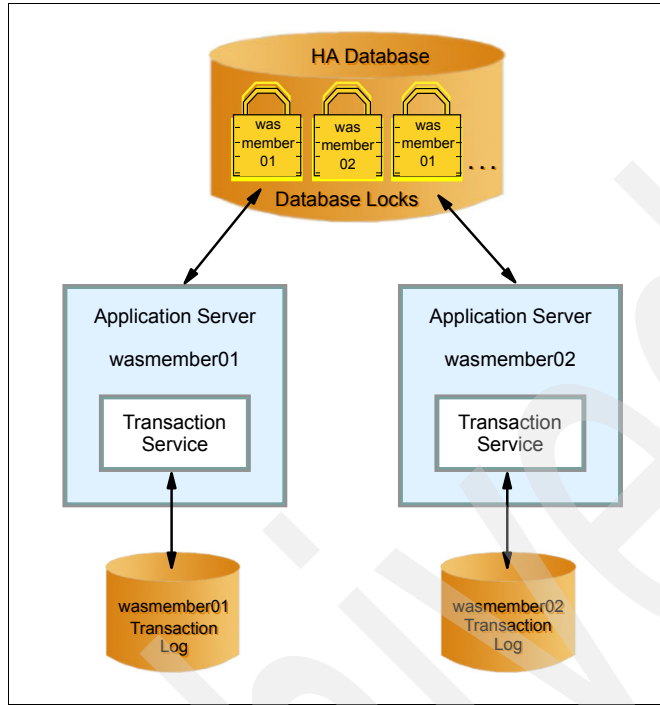 HA Database
was
member
01
was
member
02
was
member
01
...
Database Locks
Application Server
wasmember01
Transaction
Service
Application Server
wasmember02
Transaction
Service
wasmember01
Transaction
Log
wasmember02
Transaction
Log